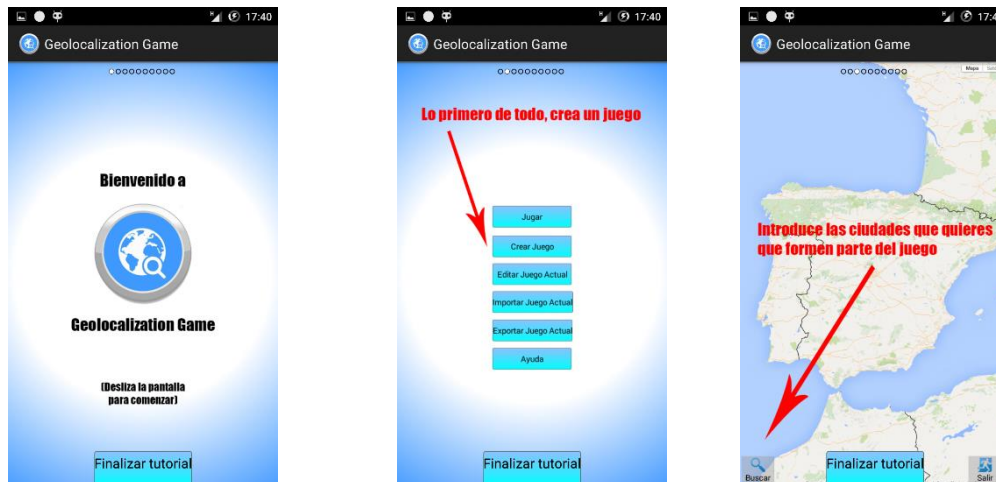 17:40
Geolocalization Game
Bienvenido a
Geolocalization Game
(Desliza la pantalla
para comenzar)
Finalizar tutorial
17:40
Geolocalization Game
Lo primero de todo, crea un juego
Jugar
Crear Juego
Editar Juego Actual
Importar Juego Actual
Exportar Juego Actual
Ayuda
Finalizar tutorial
17:4
Geolocalization Game
Mapa
Introduce las ciudades que quieres
que formen parte del juego
Buscar
Finalizar tutorial
Salir